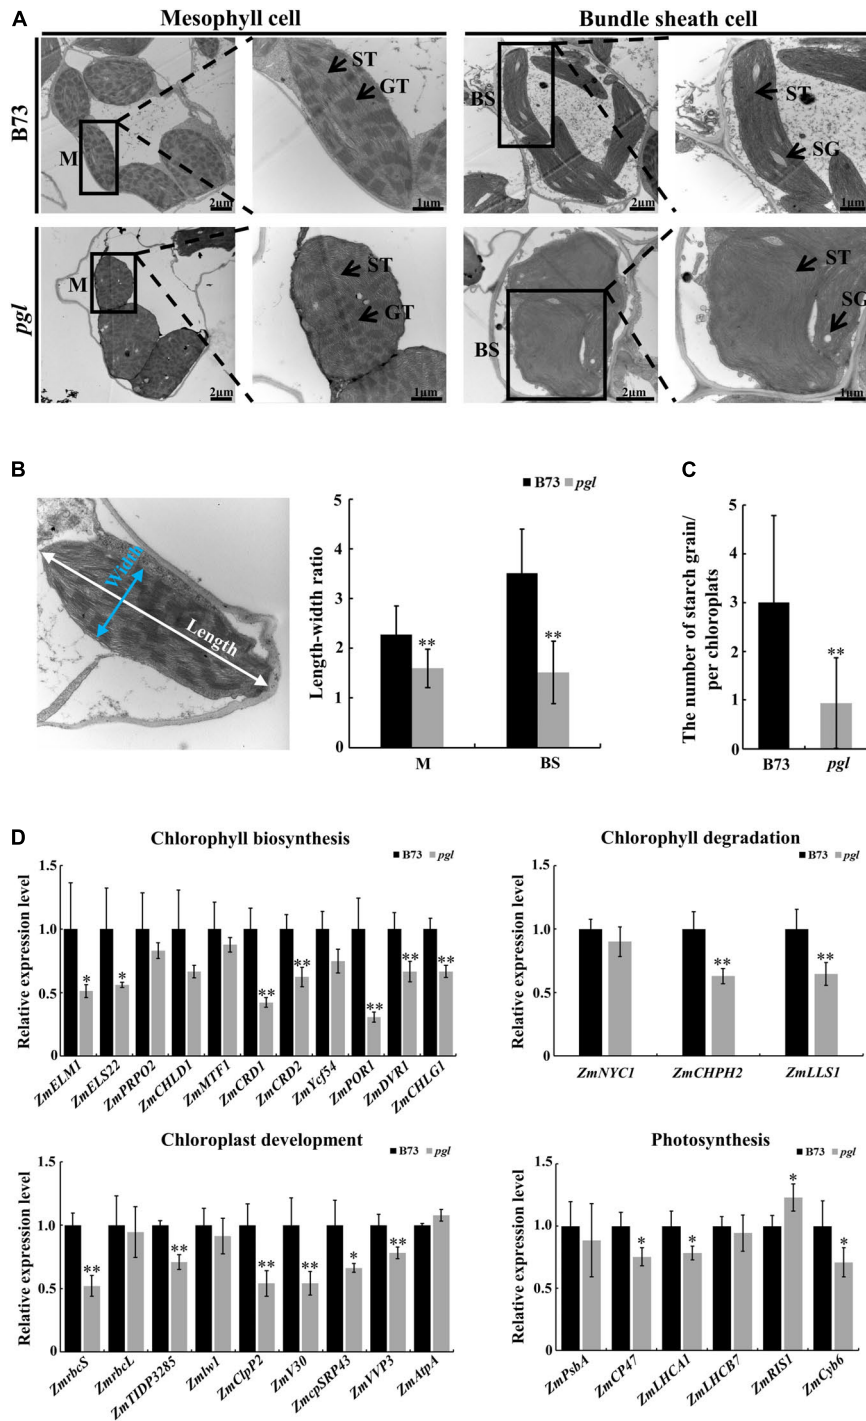 A
Mesophyll cell
Bundle sheath cell
B73
M
2μm
ST
GT
1μm
BS
2μm
ST
SG
1μm
pgl
M
2μm
ST
GT
1μm
BS
2μm
ST
SG
1μm
B
Width
Length
B73 pgl
Length-width ratio
5
4
3
2
1
0
**
**
M BS
C
The number of starch grain/
per chloroplats
5
4
3
2
1
0
**
B73 pgl
D
Chlorophyll biosynthesis
B73 pgl
Relative expression level
1.5
1.0
0.5
0
* * ** ** ** ** **
ZmELM1 ZmELS22 ZmPRPO2 ZmCHLD1 ZmMTF1 ZmCRD1 ZmCRD2 ZmYcf54 ZmPOR1 ZmDVR1 ZmCHLG1
Chlorophyll degradation
B73 pgl
Relative expression level
1.5
1.0
0.5
0
** **
ZmNYC1 ZmCHPH2 ZmLLS1
Chloroplast development
B73 pgl
Relative expression level
1.5
1.0
0.5
0
** ** ** ** * **
ZmrbcS ZmrbcL ZmTIDP3285 Zmlw1 ZmClpP2 ZmV30 ZmcpSRP43 ZmVVP3 ZmAtpA
Photosynthesis
B73 pgl
Relative expression level
1.5
1.0
0.5
0
* * * *
ZmPsbA ZmCP47 ZmLHCA1 ZmLHCB7 ZmRIS1 ZmCyb6